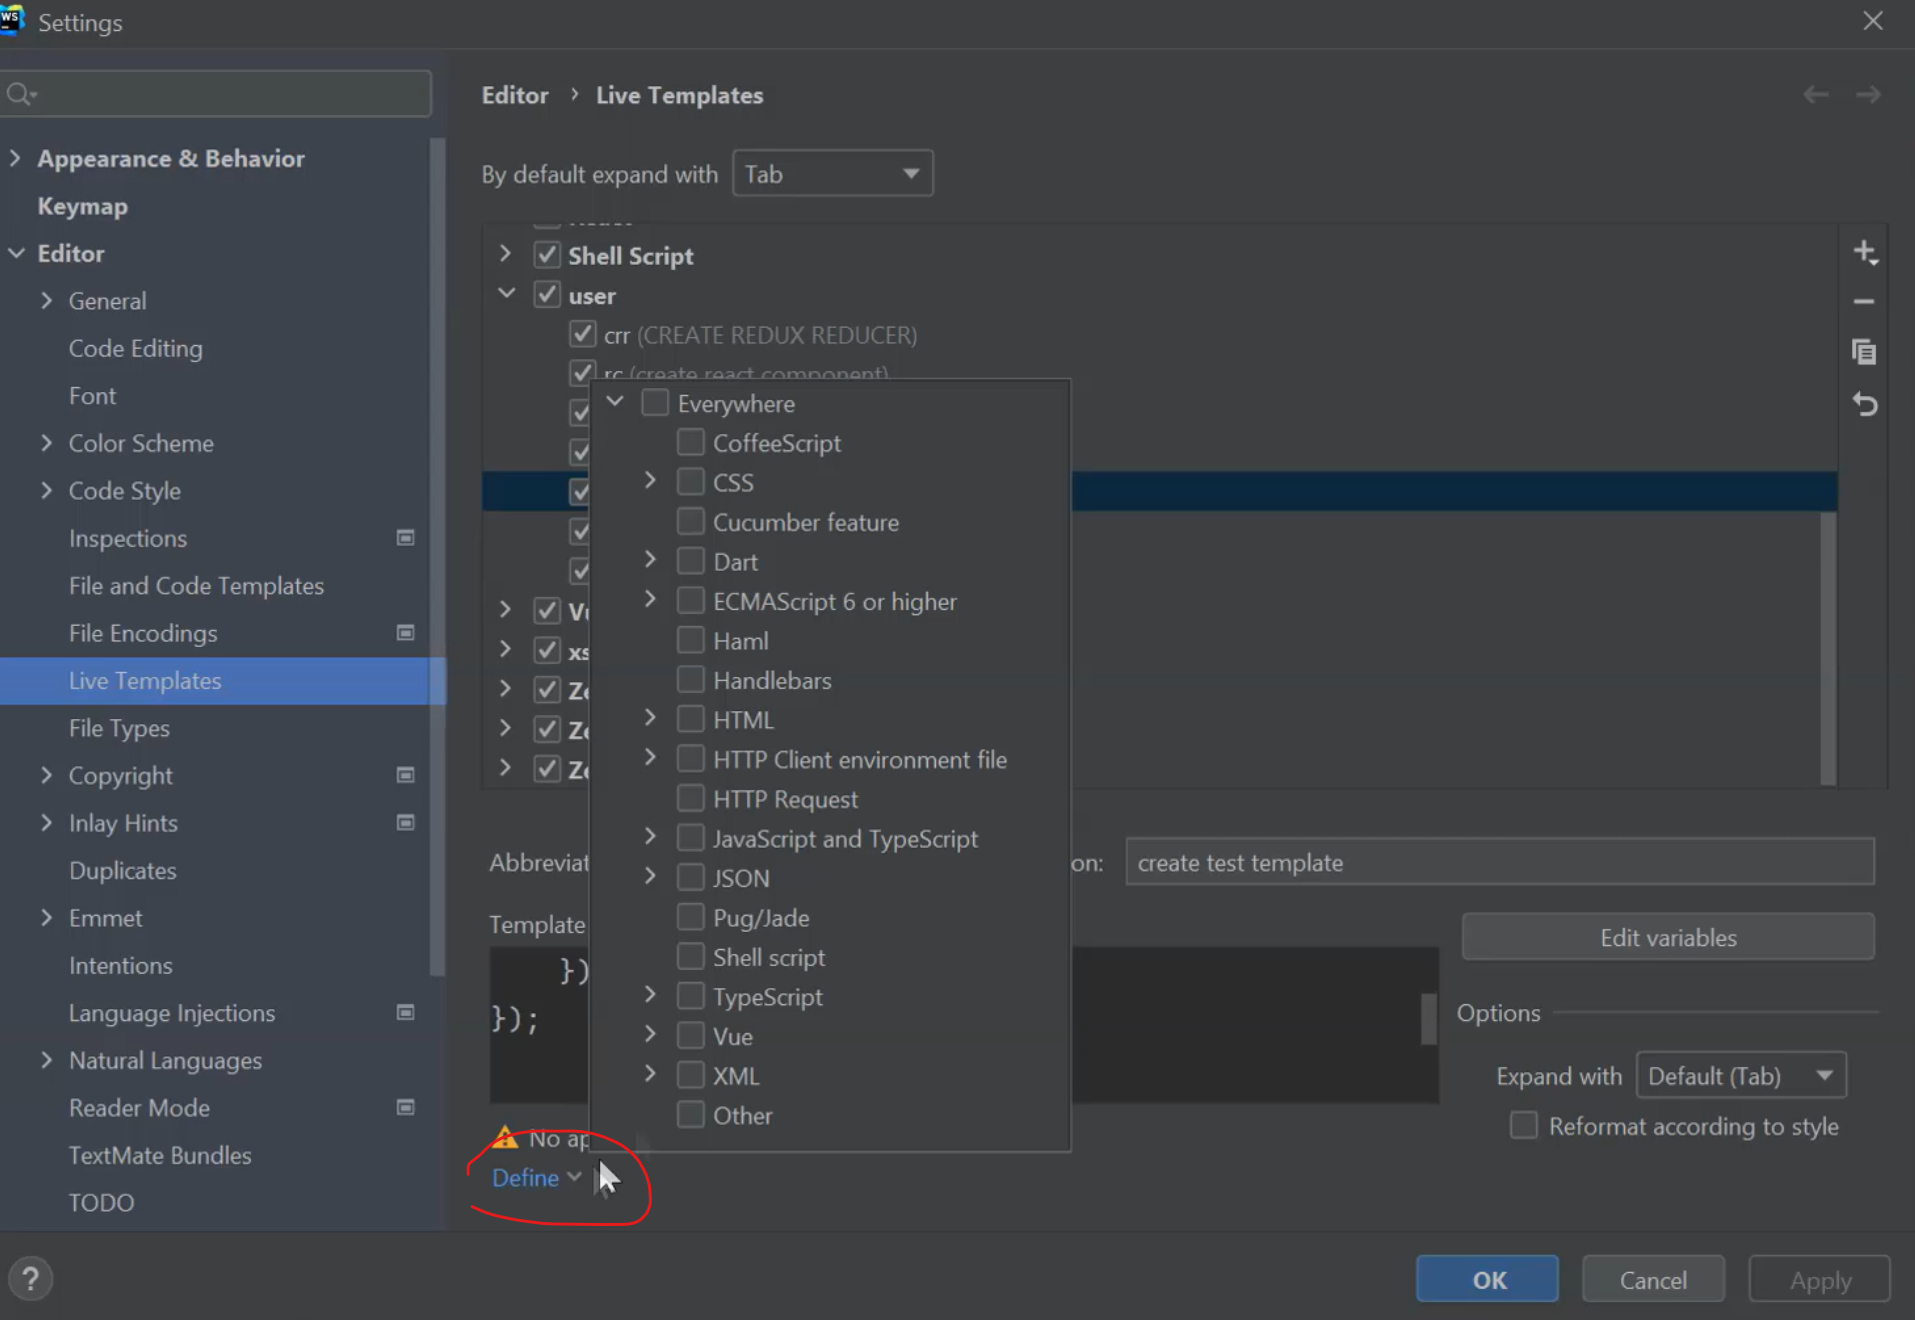 WS
Settings
Appearance & Behavior
Keymap
Editor
General
Code Editing
Font
Color Scheme
Code Style
Inspections
File and Code Templates
File Encodings
Live Templates
File Types
Copyright
Inlay Hints
Duplicates
Emmet
Intentions
Language Injections
Natural Languages
Reader Mode
TextMate Bundles
TODO
Editor › Live Templates
By default expand with Tab
Shell Script
user
crr (CREATE REDUX REDUCER)
rc (create react component)
Everywhere
CoffeeScript
CSS
Cucumber feature
Dart
ECMAScript 6 or higher
Haml
Handlebars
HTML
HTTP Client environment file
HTTP Request
JavaScript and TypeScript
JSON
Pug/Jade
Shell script
TypeScript
Vue
XML
Other
Vu
xs
Ze
Ze
Ze
Abbreviat
on: create test template
Template
})
});
Edit variables
Options
Expand with Default (Tab)
Reformat according to style
No ap
Define
?
OK
Cancel
Apply